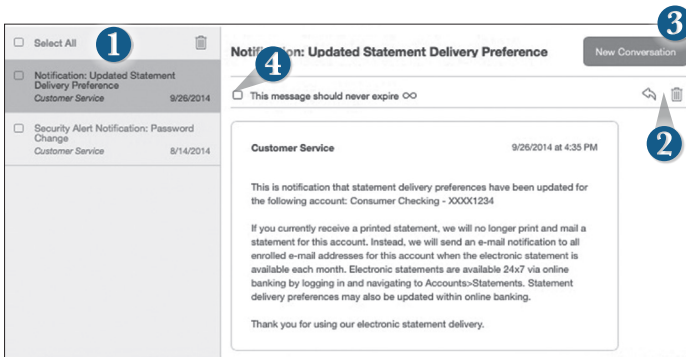 Select All
1
Notification: Updated Statement
Delivery Preference
Customer Service 9/26/2014
Security Alert Notification: Password
Change
Customer Service 8/14/2014
Notification: Updated Statement Delivery Preference
3
New Conversation
4
This message should never expire ∞
2
Customer Service 9/26/2014 at 4:35 PM
This is notification that statement delivery preferences have been updated for
the following account: Consumer Checking - XXXX1234
If you currently receive a printed statement, we will no longer print and mail a
statement for this account. Instead, we will send an e-mail notification to all
enrolled e-mail addresses for this account when the electronic statement is
available each month. Electronic statements are available 24x7 via online
banking by logging in and navigating to Accounts>Statements. Statement
delivery preferences may also be updated within online banking.
Thank you for using our electronic statement delivery.